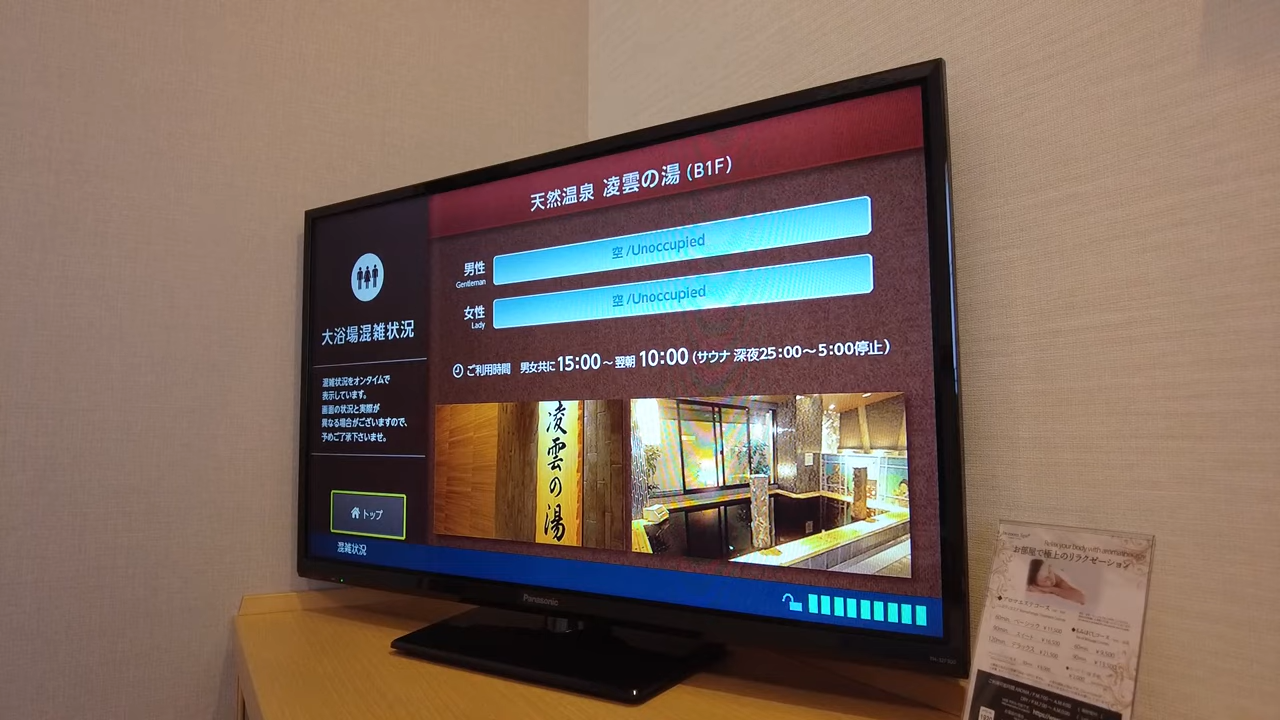 天然温泉 凌雲の湯 (B1F)
男性
Gentleman
空/Unoccupied
女性
Lady
空/Unoccupied
ご利用時間 男女共に 15:00～翌朝 10:00 (サウナ 深夜25:00～5:00停止)
大浴場混雑状況
混雑状況をオンタイムで
表示しています。
画面の状況と実際が
異なる場合がございますので、
予めご了承下さいませ。
トップ
混雑状況
凌雲の湯
Panasonic
Relax your body with aroma
お部屋で極上のリラクゼーション